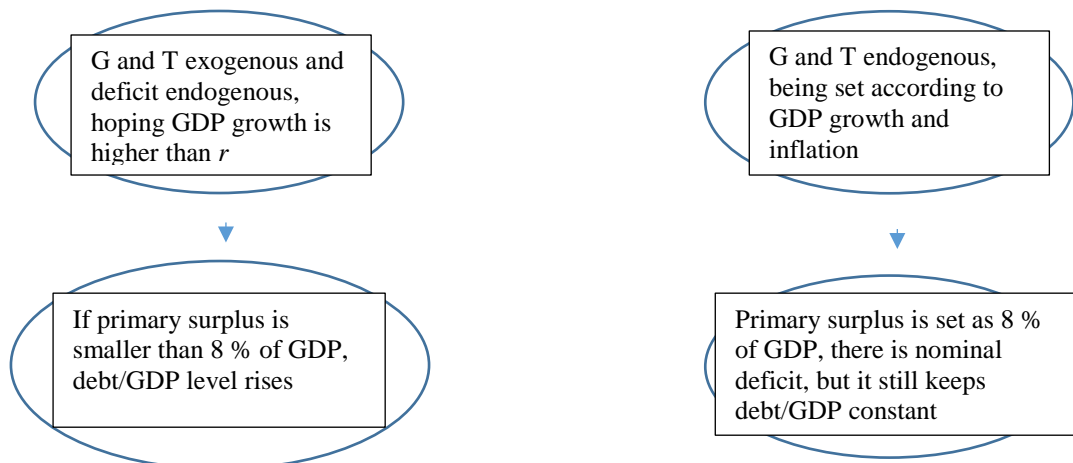 G and T exogenous and
deficit endogenous,
hoping GDP growth is
higher than r
G and T endogenous,
being set according to
GDP growth and
inflation
If primary surplus is
smaller than 8 % of GDP,
debt/GDP level rises
Primary surplus is set as 8 %
of GDP, there is nominal
deficit, but it still keeps
debt/GDP constant